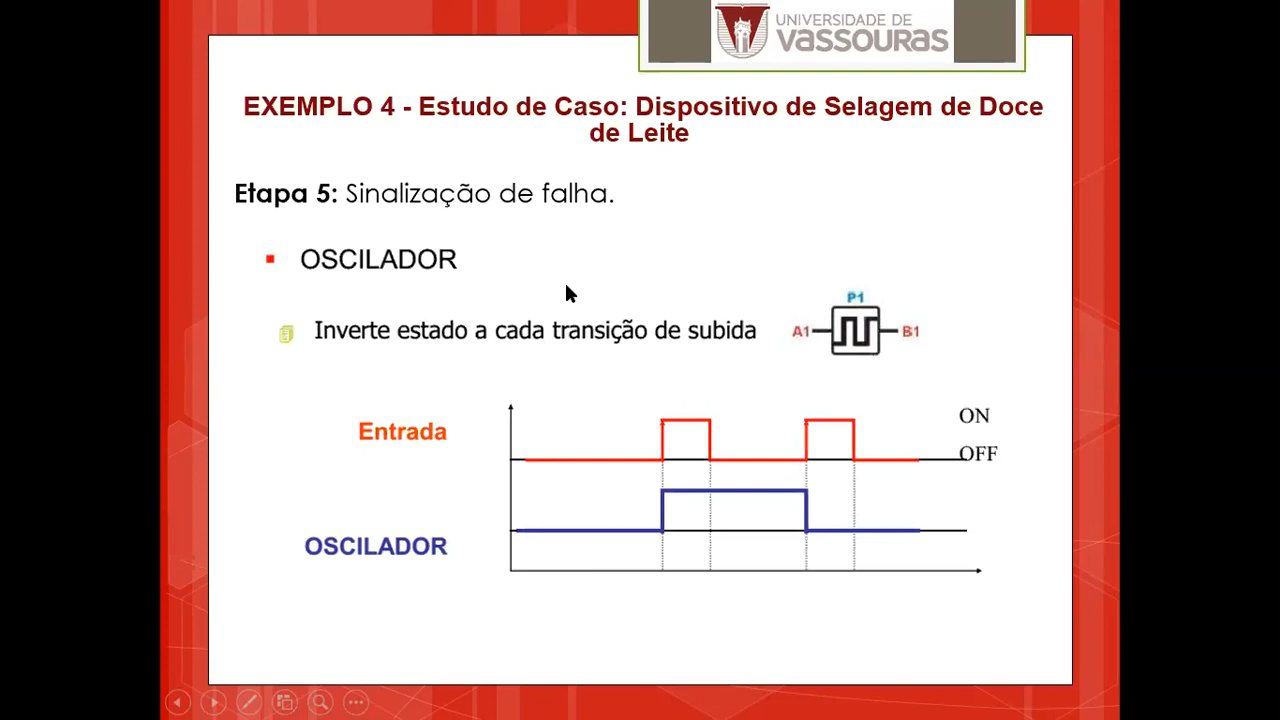 UNIVERSIDADE DE
VASSOURAS
EXEMPLO 4 - Estudo de Caso: Dispositivo de Selagem de Doce
de Leite
Etapa 5: Sinalização de falha.
OSCILADOR
Inverte estado a cada transição de subida
P1
A1
B1
Entrada
ON
OFF
OSCILADOR